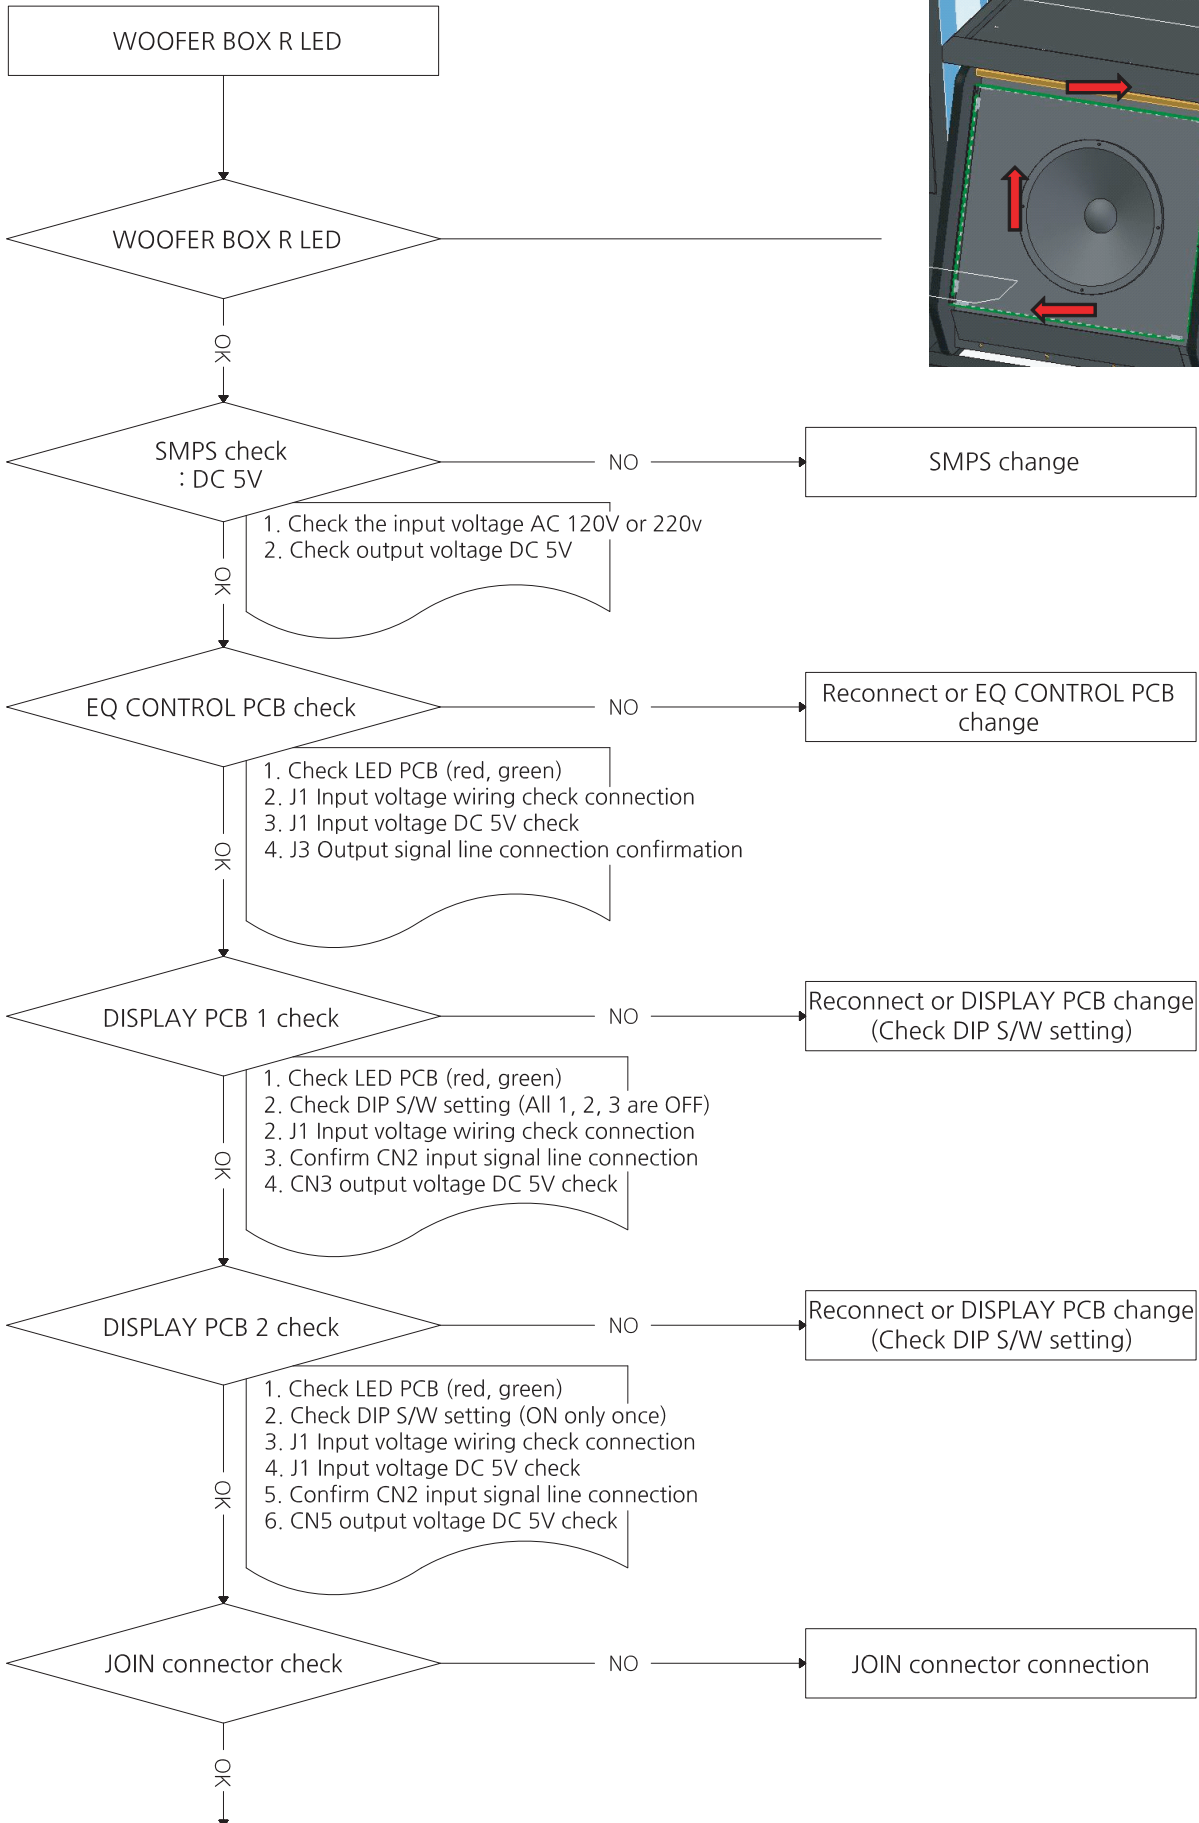 WOOFER BOX R LED
WOOFER BOX R LED
OK
SMPS check
: DC 5V
NO
SMPS change
1. Check the input voltage AC 120V or 220v
2. Check output voltage DC 5V
OK
EQ CONTROL PCB check
NO
Reconnect or EQ CONTROL PCB
change
1. Check LED PCB (red, green)
2. J1 Input voltage wiring check connection
3. J1 Input voltage DC 5V check
4. J3 Output signal line connection confirmation
OK
DISPLAY PCB 1 check
NO
Reconnect or DISPLAY PCB change
(Check DIP S/W setting)
1. Check LED PCB (red, green)
2. Check DIP S/W setting (All 1, 2, 3 are OFF)
2. J1 Input voltage wiring check connection
3. Confirm CN2 input signal line connection
4. CN3 output voltage DC 5V check
OK
DISPLAY PCB 2 check
NO
Reconnect or DISPLAY PCB change
(Check DIP S/W setting)
1. Check LED PCB (red, green)
2. Check DIP S/W setting (ON only once)
3. J1 Input voltage wiring check connection
4. J1 Input voltage DC 5V check
5. Confirm CN2 input signal line connection
6. CN5 output voltage DC 5V check
OK
JOIN connector check
NO
JOIN connector connection
OK